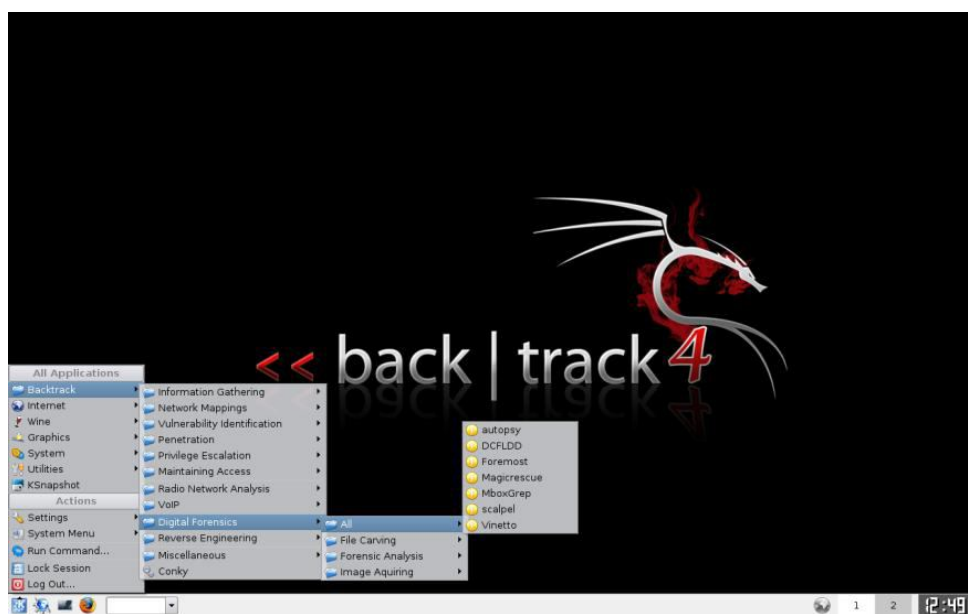 << back | track 4
All Applications
Backtrack
Internet
Wine
Graphics
System
Utilities
KSnapshot
Actions
Settings
System Menu
Run Command...
Lock Session
Log Out...
Information Gathering
Network Mappings
Vulnerability Identification
Penetration
Privilege Escalation
Maintaining Access
Radio Network Analysis
VoIP
Digital Forensics
Reverse Engineering
Miscellaneous
Conky
All
File Carving
Forensic Analysis
Image Aquiring
autopsy
DCFLDD
Foremost
Magicrescue
MboxGrep
scalpel
Vinetto
1 2 12:49